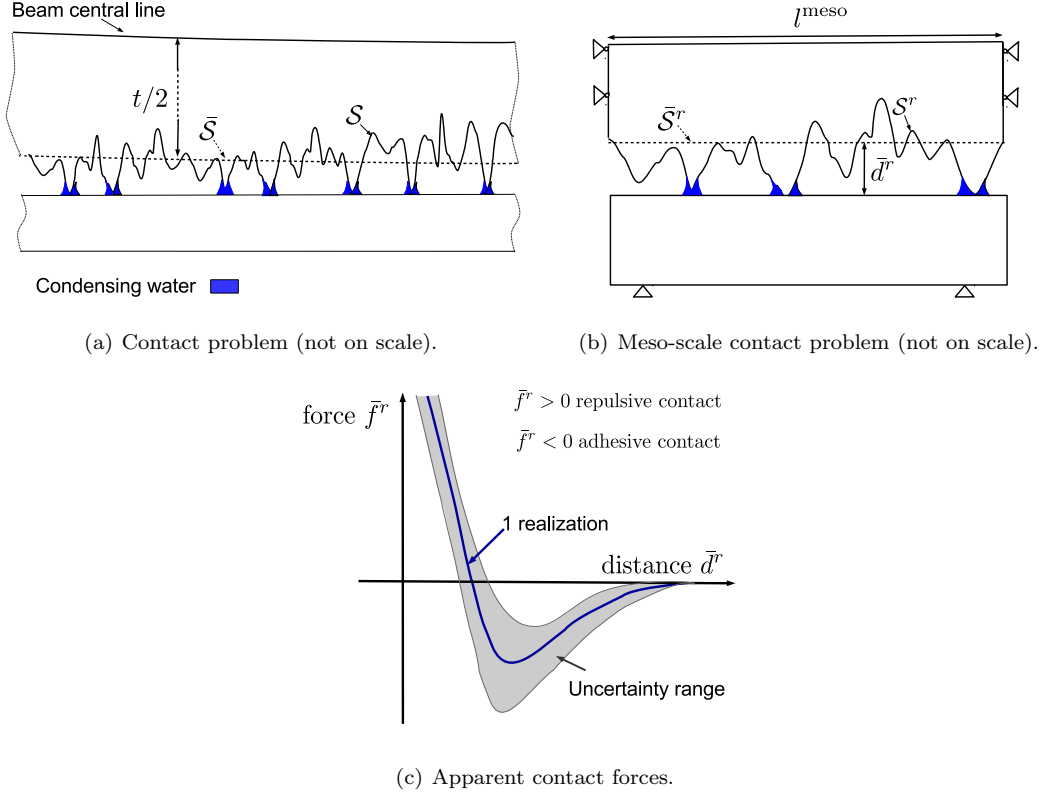 Beam central line
t/2
S̄
S
Condensing water
(a) Contact problem (not on scale).
l^meso
S̄^r
S^r
d̄^r
(b) Meso-scale contact problem (not on scale).
force f̄^r
f̄^r > 0 repulsive contact
f̄^r < 0 adhesive contact
1 realization
distance d̄^r
Uncertainty range
(c) Apparent contact forces.